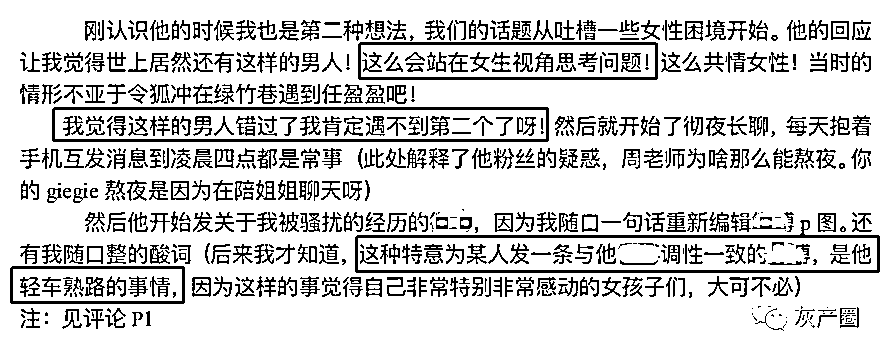 刚认识他的时候我也是第二种想法，我们的话题从吐槽一些女性困境开始。他的回应
让我觉得世上居然还有这样的男人！这么会站在女生视角思考问题！这么共情女性！当时的
情形不亚于令狐冲在绿竹巷遇到任盈盈吧！
我觉得这样的男人错过了我肯定遇不到第二个了呀！然后就开始了彻夜长聊，每天抱着
手机互发消息到凌晨四点都是常事（此处解释了他粉丝的疑惑，周老师为啥那么能熬夜。你
的 giegie 熬夜是因为在陪姐姐聊天呀）
然后他开始发关于我被骚扰的经历的，因为我随口一句话重新编辑 p 图。还
有我随口整的酸词（后来我才知道，这种特意为某人发一条与他调性一致的，是他
轻车熟路的事情，因为这样的事觉得自己非常特别非常感动的女孩子们，大可不必）
注：见评论 P1
灰产圈